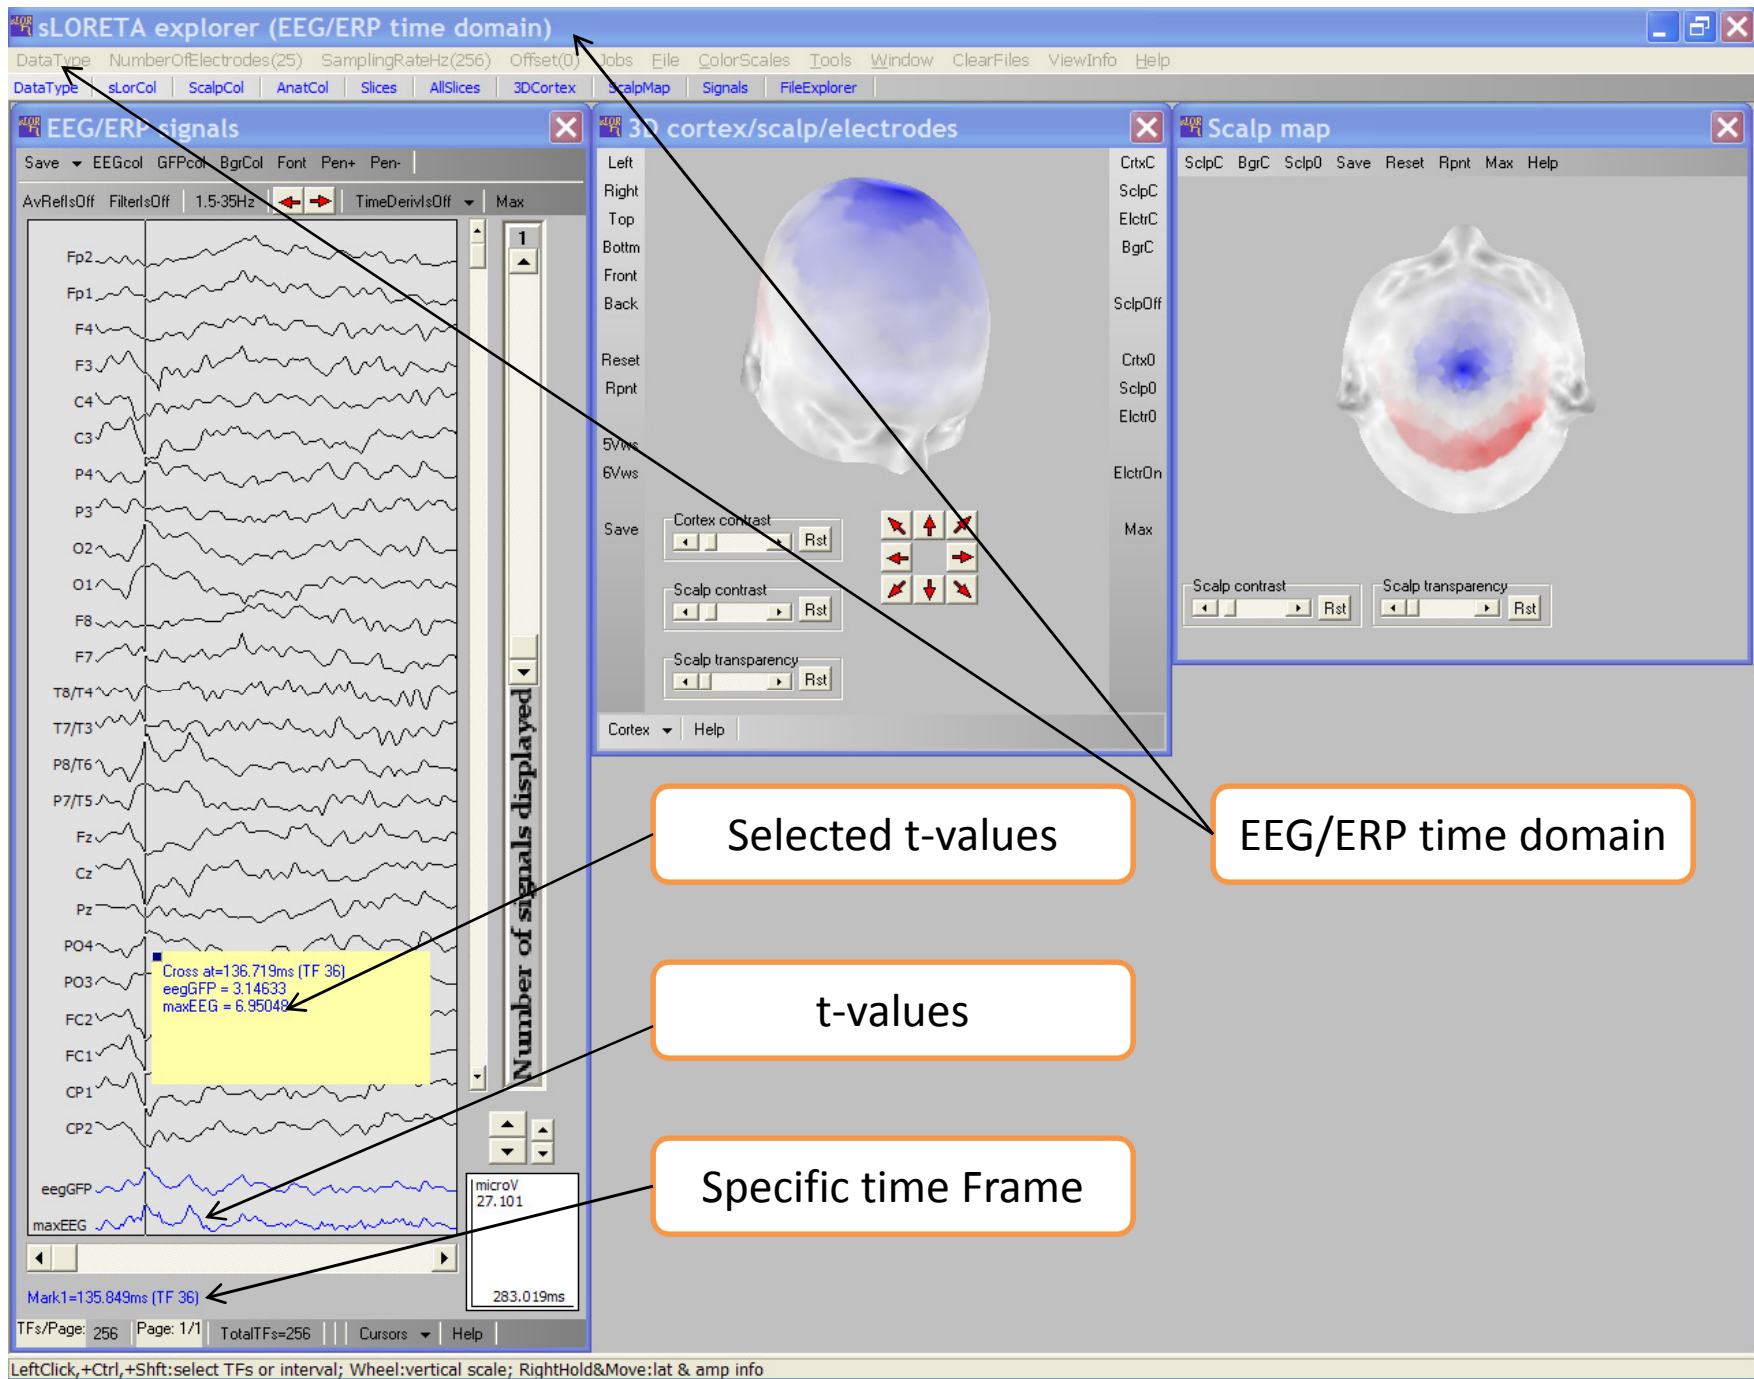 sLORETA explorer (EEG/ERP time domain)
DataType NumberOfElectrodes(25) SamplingRateHz(256) Offset(0) Jobs File ColorScales Tools Window ClearFiles ViewInfo Help
DataType sLorCol ScalpCol AnatCol Slices AllSlices 3DCortex ScalpMap Signals FileExplorer
EEG/ERP signals
Save EEGcol GFPcol BgrCol Font Pen+ Pen-
AvRefIsOff FilterIsOff 1.5-35Hz TimeDerivIsOff Max
1
Fp2
Fp1
F4
F3
C4
C3
P4
P3
O2
O1
F8
F7
T8/T4
T7/T3
P8/T6
P7/T5
Fz
Cz
Pz
PO4
PO3
FC2
FC1
CP1
CP2
eegGFP
maxEEG
Cross at=136.719ms (TF 36)
eegGFP = 3.14633
maxEEG = 6.95048
Number of signals displayed
microV
27.101
283.019ms
Mark1=135.849ms (TF 36)
TFs/Page: 256 Page: 1/1 TotalTFs=256 Cursors Help
LeftClick,+Ctrl,+Shft:select TFs or interval; Wheel:vertical scale; RightHold&Move:lat & amp info
3D cortex/scalp/electrodes
Left
Right
Top
Bottm
Front
Back
Reset
Rpnt
5Vws
6Vws
Save
CrtxC
SclpC
ElctrC
BgrC
SclpOff
Crtx0
Sclp0
Elctr0
ElctrOn
Max
Cortex contrast
Rst
Scalp contrast
Rst
Scalp transparency
Rst
Cortex Help
Scalp map
SclpC BgrC Sclp0 Save Reset Rpnt Max Help
Scalp contrast
Rst
Scalp transparency
Rst
Selected t-values
EEG/ERP time domain
t-values
Specific time Frame